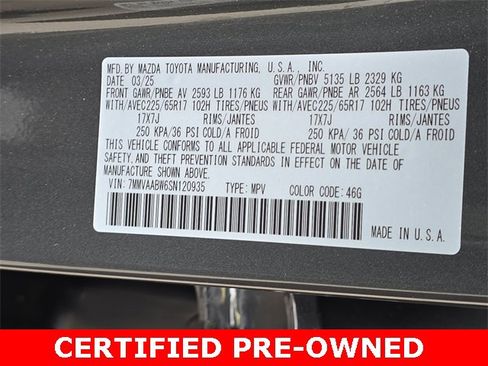 MFD. BY MAZDA TOYOTA MANUFACTURING, U.S.A., INC.
03/25 GVWR/PNBV 5135 LB 2329 KG
FRONT GAWR/PNBE AV 2593 LB 1176 KG REAR GAWR/PNBE AR 2564 LB 1163 KG
WITH/AVEC225/65R17 102H TIRES/PNEUS WITH/AVEC225/65R17 102H TIRES/PNEUS
17X7J RIMS/JANTES 17X7J RIMS/JANTES
250 KPA/36 PSI COLD/A FROID 250 KPA/36 PSI COLD/A FROID
THIS VEHICLE CONFORMS TO ALL APPLICABLE FEDERAL MOTOR VEHICLE
SAFETY, AND THEFT PREVENTION STANDARDS IN EFFECT ON THE DATE OF
MANUFACTURE SHOWN ABOVE.
VIN: 7MMVAABW6SN120935 TYPE: MPV COLOR CODE: 46G
MADE IN U.S.A.
CERTIFIED PRE-OWNED